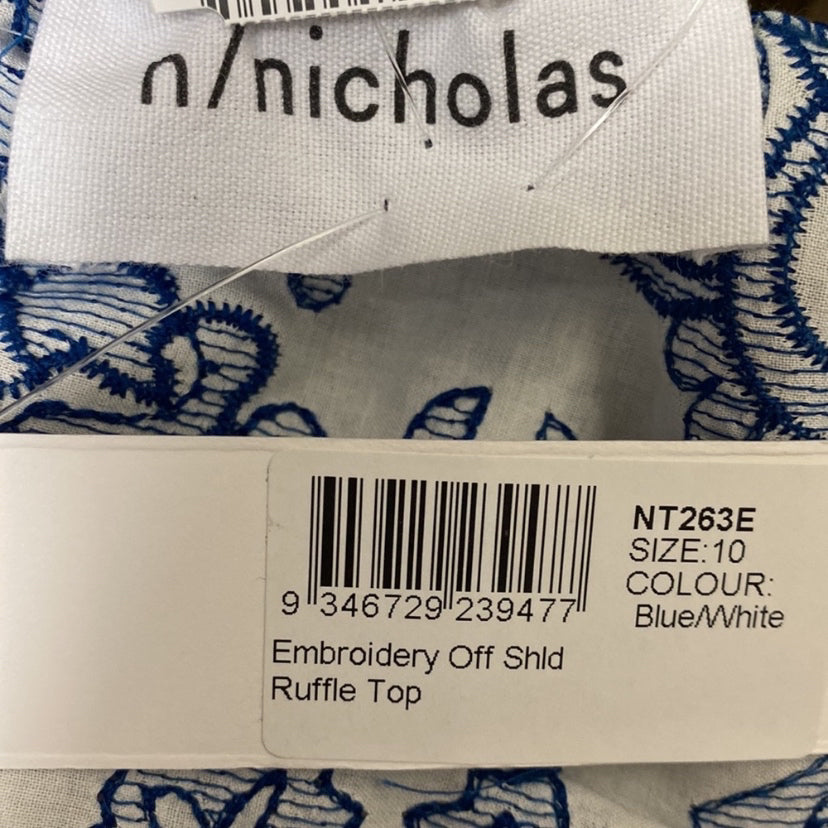 n/nicholas
NT263E
SIZE:10
COLOUR:
Blue/White
9 346729 239477
Embroidery Off Shld
Ruffle Top